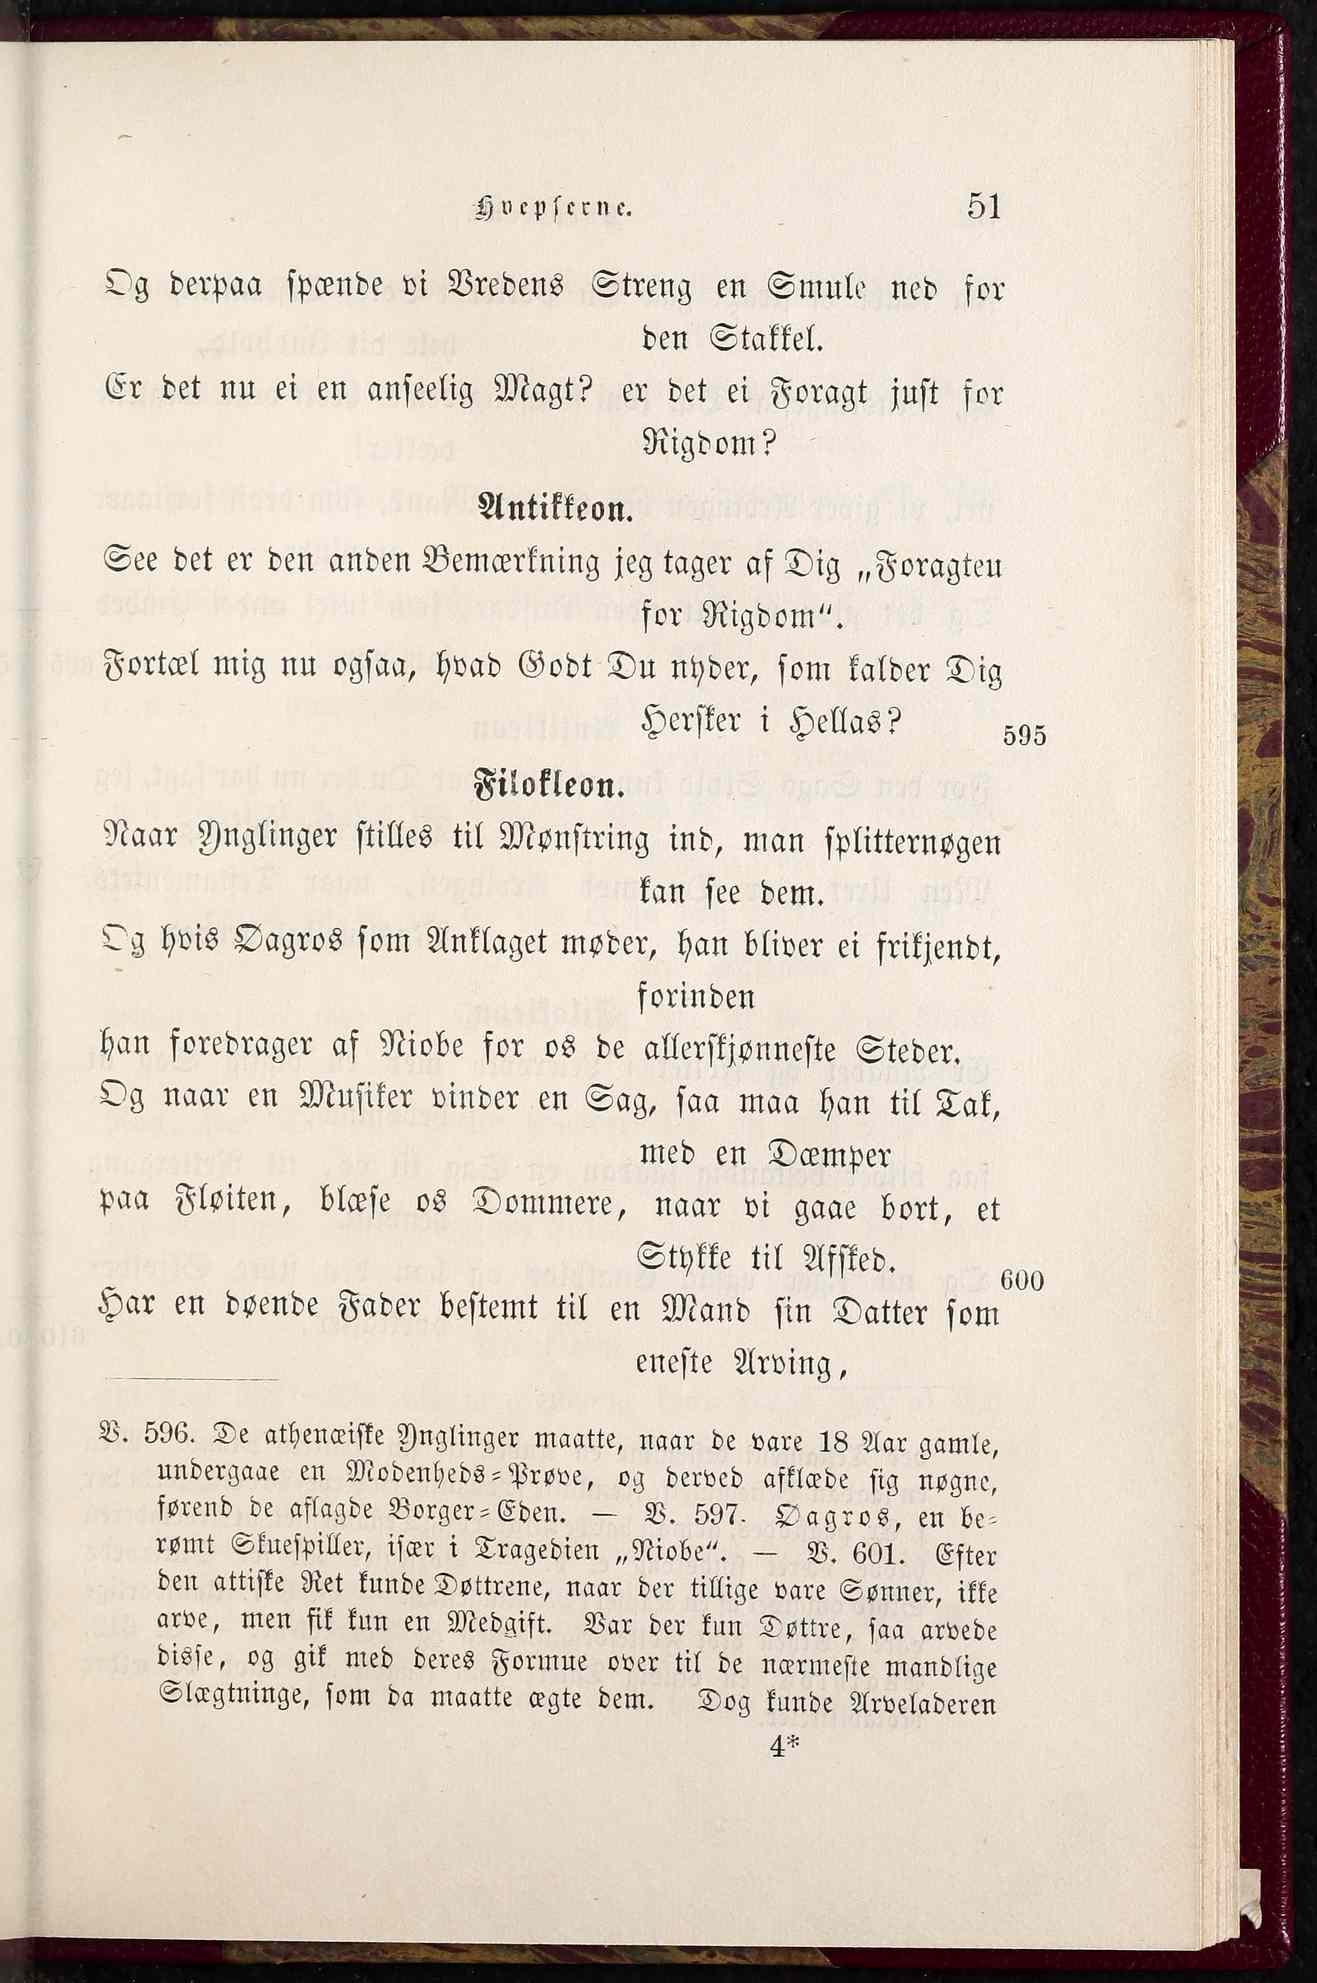 Hvepserne. 51
Og derpaa spænde vi Vredens Streng en Smule ned for
den Stakkel.
Er det nu ei en anseelig Magt? er det ei Foragt just for
Rigdom?
Antikleon.
See det er den anden Bemærkning jeg tager af Dig „Foragten
for Rigdom“.
Fortæl mig nu ogsaa, hvad Godt Du nyder, som kalder Dig
Hersker i Hellas? 595
Filokleon.
Naar Ynglinger stilles til Mønstring ind, man splitternøgen
kan see dem.
Og hvis Øagros som Anklaget møder, han bliver ei frikjendt,
forinden
han foredrager af Niobe for os de allerskjønneste Steder.
Og naar en Musiker vinder en Sag, saa maa han til Tak,
med en Dæmper
paa Fløiten, blæse os Dommere, naar vi gaae bort, et
Stykke til Afsked. 600
Har en døende Fader bestemt til en Mand sin Datter som
eneste Arving,
V. 596. De athenæiske Ynglinger maatte, naar de vare 18 Aar gamle,
undergaae en Modenheds-Prøve, og derved afklæde sig nøgne,
førend de aflagde Borger-Eden. — V. 597. Øagros, en be-
rømt Skuespiller, især i Tragedien „Niobe“. — V. 601. Efter
den attiske Ret kunde Døttrene, naar der tillige vare Sønner, ikke
arve, men fik kun en Medgift. Var der kun Døttre, saa arvede
disse, og gik med deres Formue over til de nærmeste mandlige
Slægtninge, som da maatte ægte dem. Dog kunde Arveladeren
4*